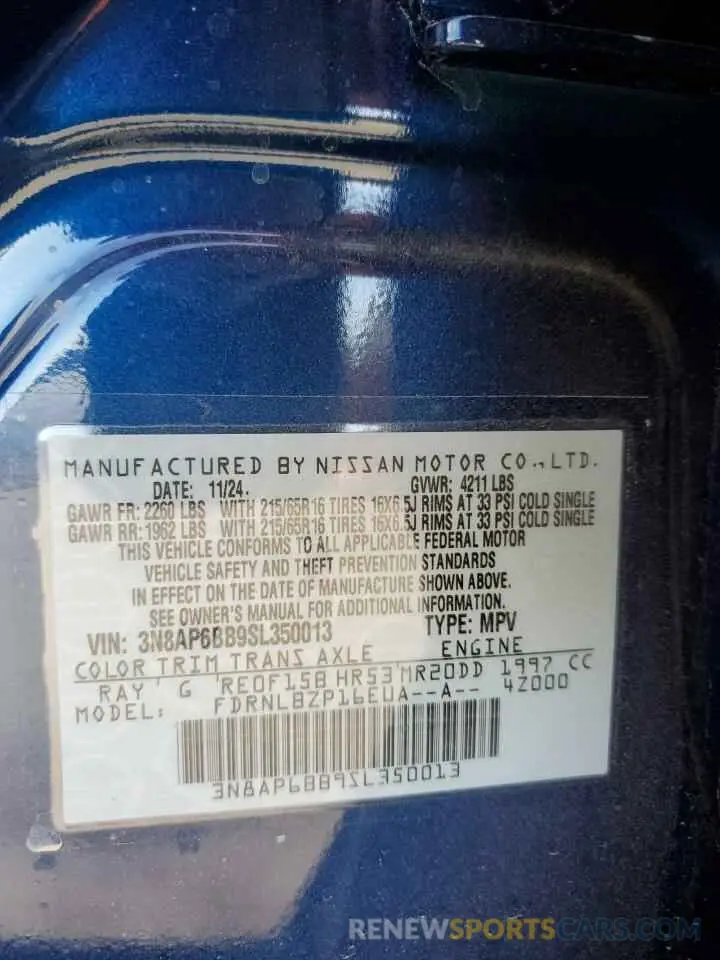 MANUFACTURED BY NISSAN MOTOR CO.,LTD.
DATE: 11/24. GVWR: 4211 LBS
GAWR FR: 2260 LBS WITH 215/65R16 TIRES 16X6.5J RIMS AT 33 PSI COLD SINGLE
GAWR RR: 1962 LBS WITH 215/65R16 TIRES 16X6.5J RIMS AT 33 PSI COLD SINGLE
THIS VEHICLE CONFORMS TO ALL APPLICABLE FEDERAL MOTOR
VEHICLE SAFETY AND THEFT PREVENTION STANDARDS
IN EFFECT ON THE DATE OF MANUFACTURE SHOWN ABOVE.
SEE OWNER'S MANUAL FOR ADDITIONAL INFORMATION.
VIN: 3N8AP6BB9SL350013 TYPE: MPV
COLOR TRIM TRANS AXLE ENGINE
RAY' G 'RE0F15B HR53'MR20DD 1997 CC
MODEL: FDRNLBZP16EUA--A-- 4Z000
3N8AP6BB9SL350013
RENEWSPORTSCARS.COM